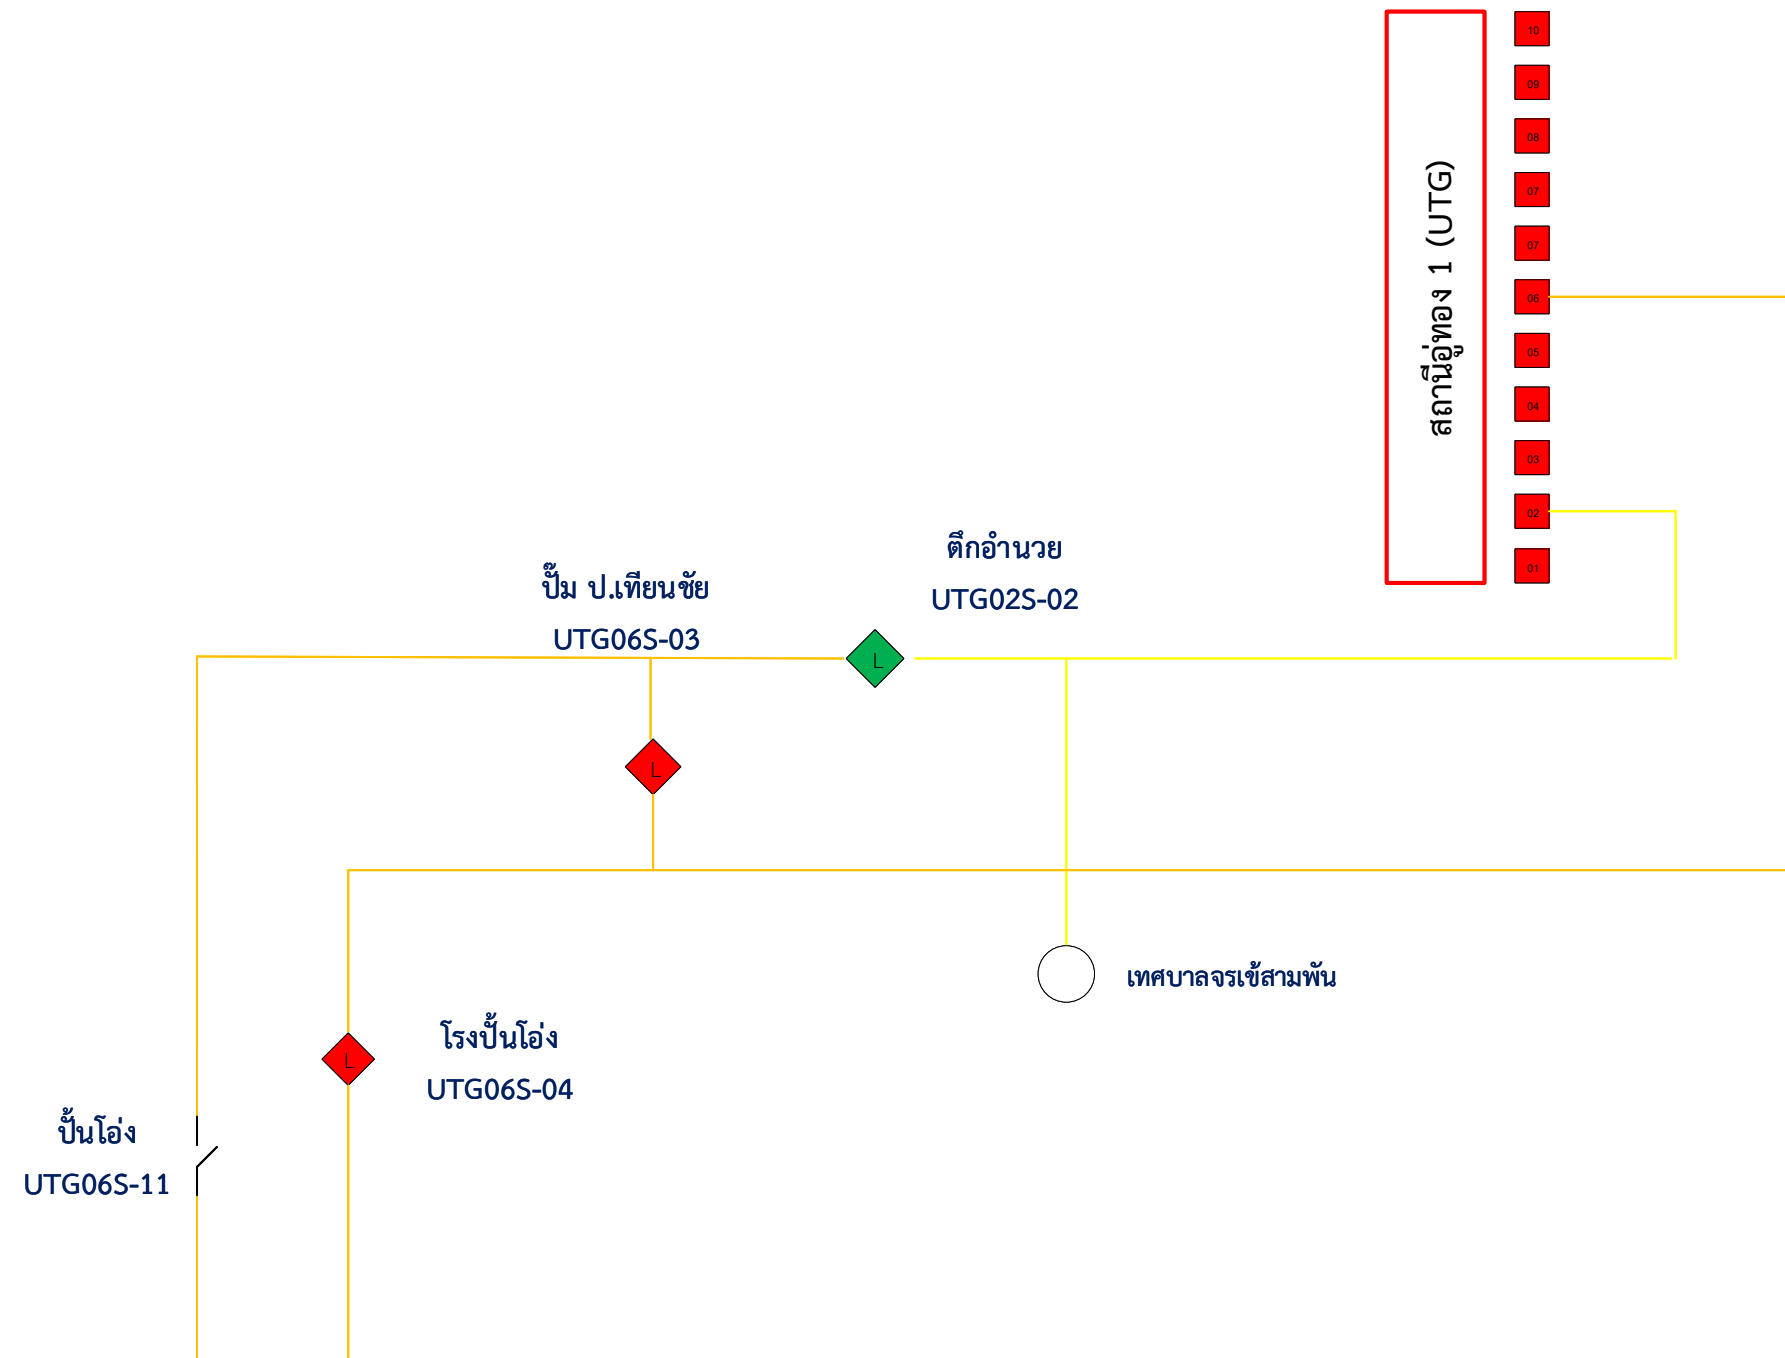 10
09
08
07
07
06
05
04
03
02
01
สถานีอู่ทอง 1 (UTG)
ตึกอำนวย
UTG02S-02
ปั๊ม ป.เทียนชัย
UTG06S-03
L
L
เทศบาลจรเข้สามพัน
โรงปั้นโอ่ง
UTG06S-04
L
ปั้นโอ่ง
UTG06S-11